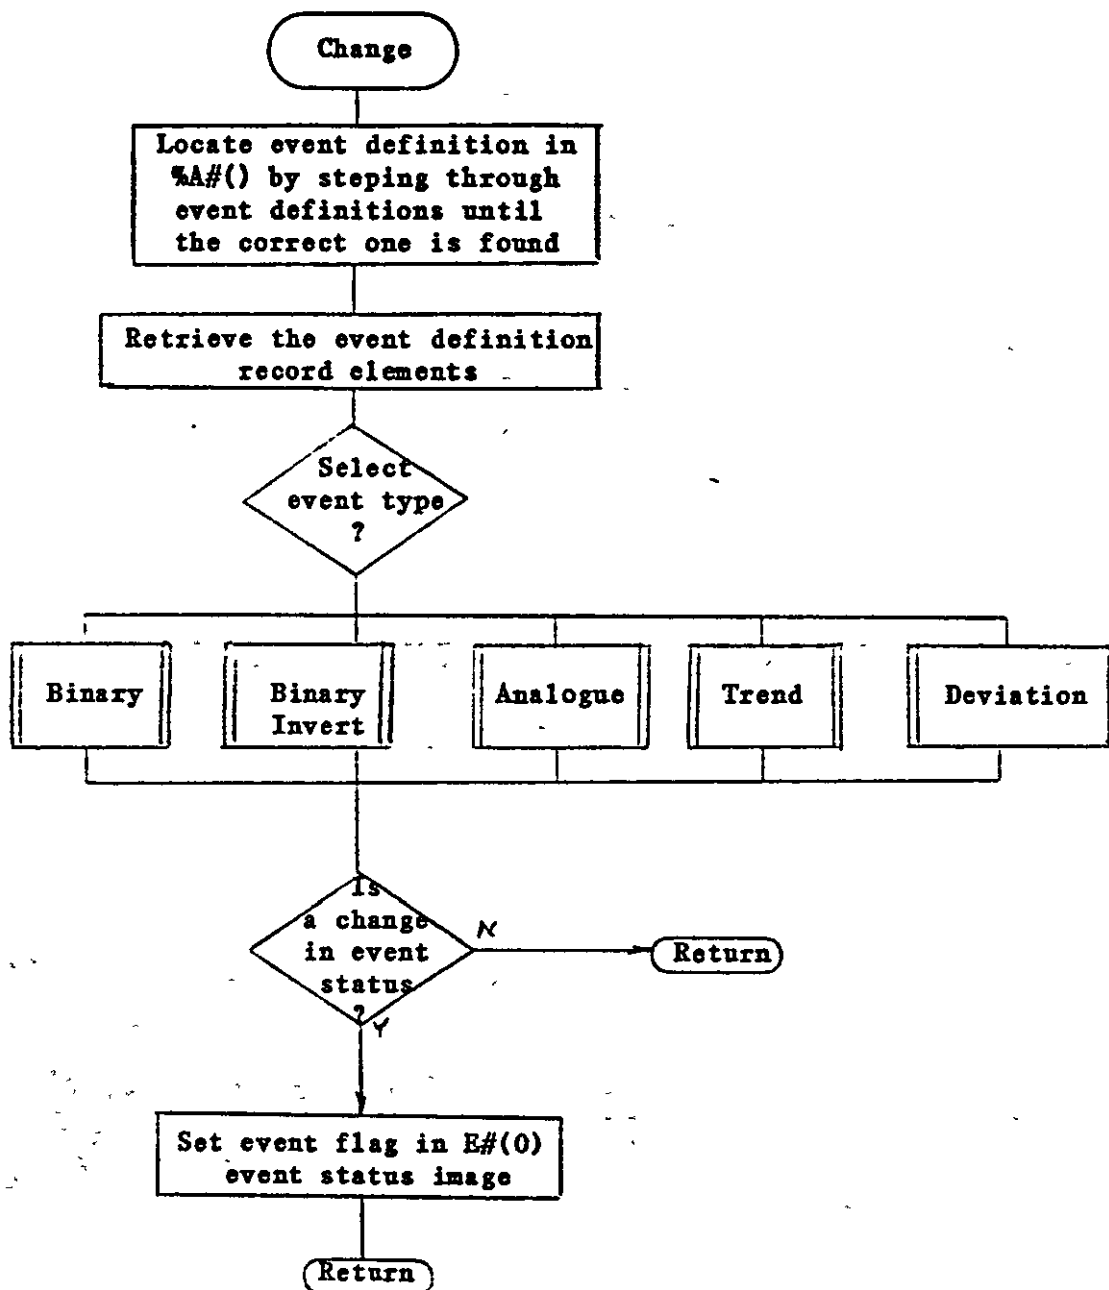 Change
Locate event definition in
%A#() by steping through
event definitions until
the correct one is found
Retrieve the event definition
record elements
Select
event type
?
Binary
Binary
Invert
Analogue
Trend
Deviation
Is
a change
in event
status
?
N
Return
Y
Set event flag in E#(0)
event status image
Return